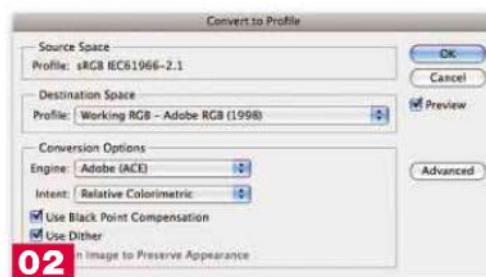 Convert to Profile
Source Space
Profile: sRGB IEC61966-2.1
Destination Space
Profile: Working RGB - Adobe RGB (1998)
Conversion Options
Engine: Adobe (ACE)
Intent: Relative Colorimetric
Use Black Point Compensation
Use Dither
Image to Preserve Appearance
OK
Cancel
Preview
Advanced
02